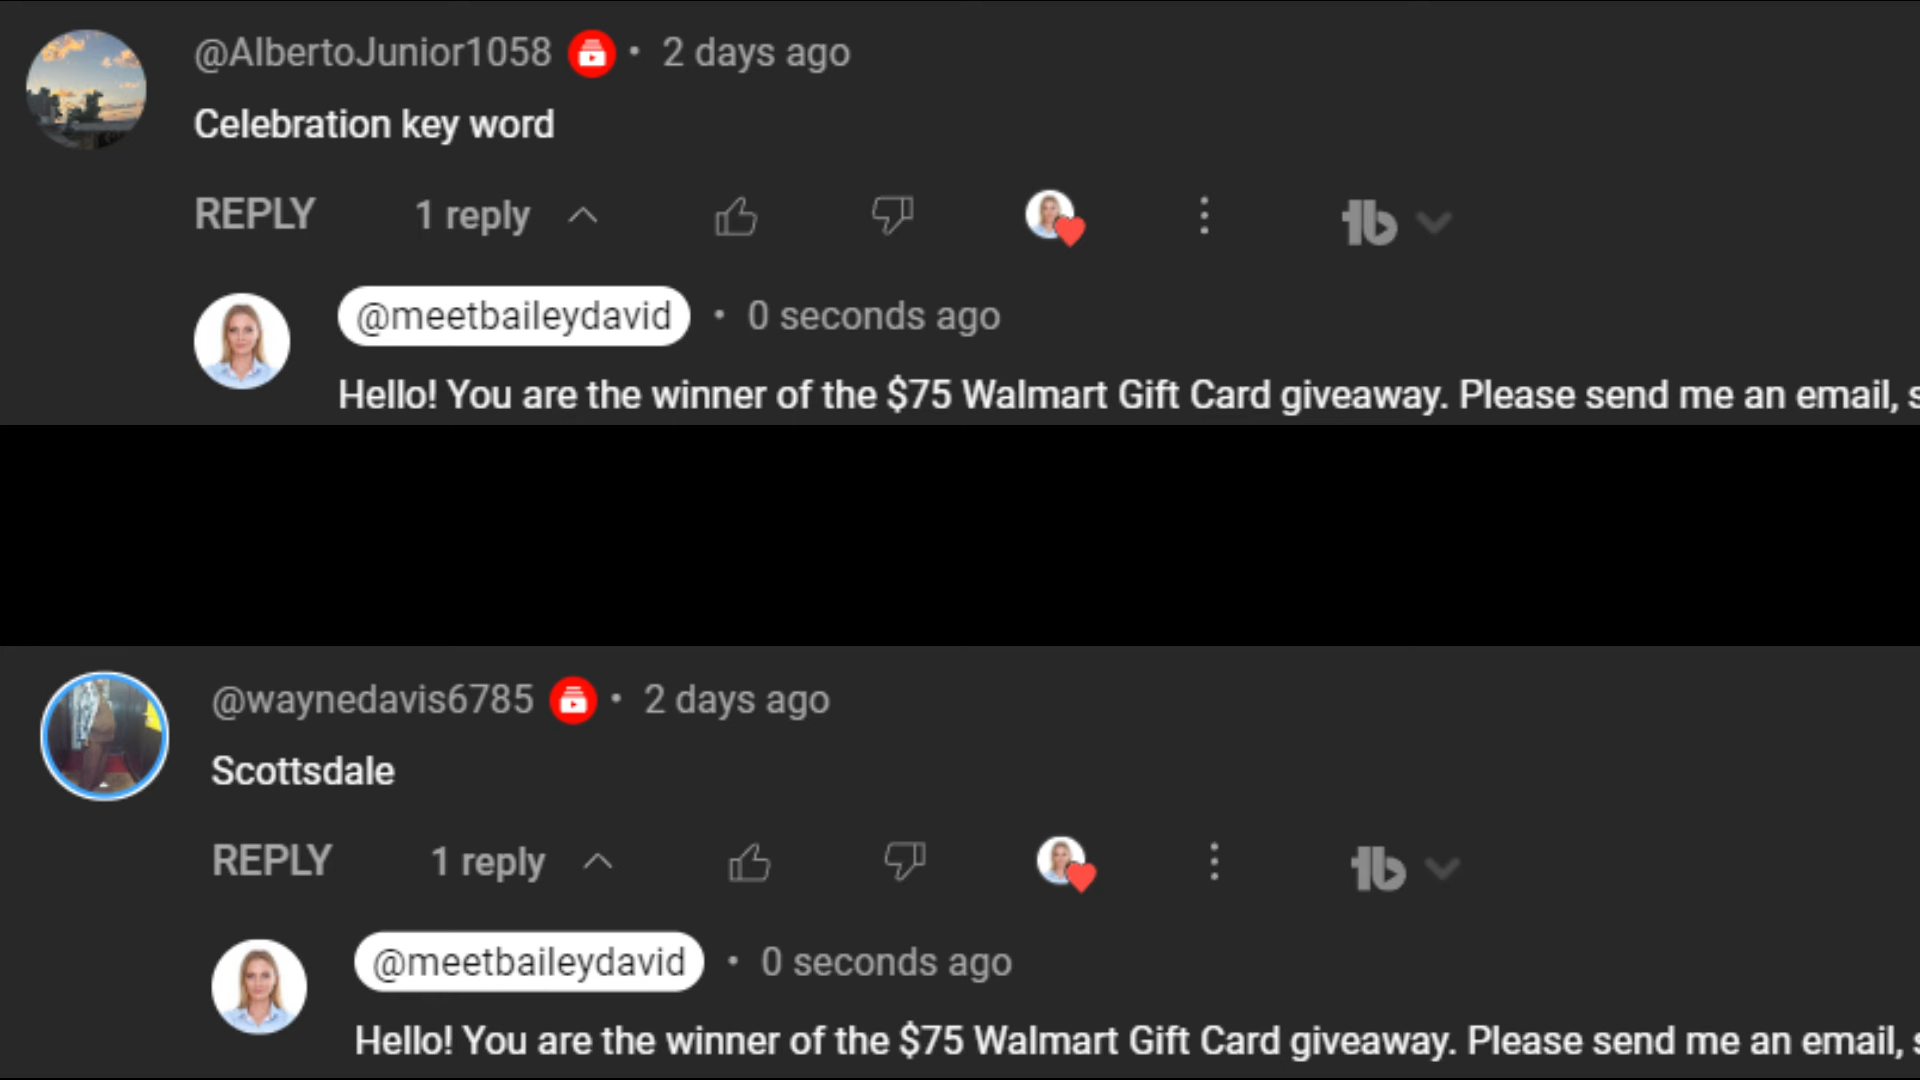 @AlbertoJunior1058 • 2 days ago
Celebration key word
REPLY 1 reply
@meetbaileydavid • 0 seconds ago
Hello! You are the winner of the $75 Walmart Gift Card giveaway. Please send me an email,
@waynedavis6785 • 2 days ago
Scottsdale
REPLY 1 reply
@meetbaileydavid • 0 seconds ago
Hello! You are the winner of the $75 Walmart Gift Card giveaway. Please send me an email,